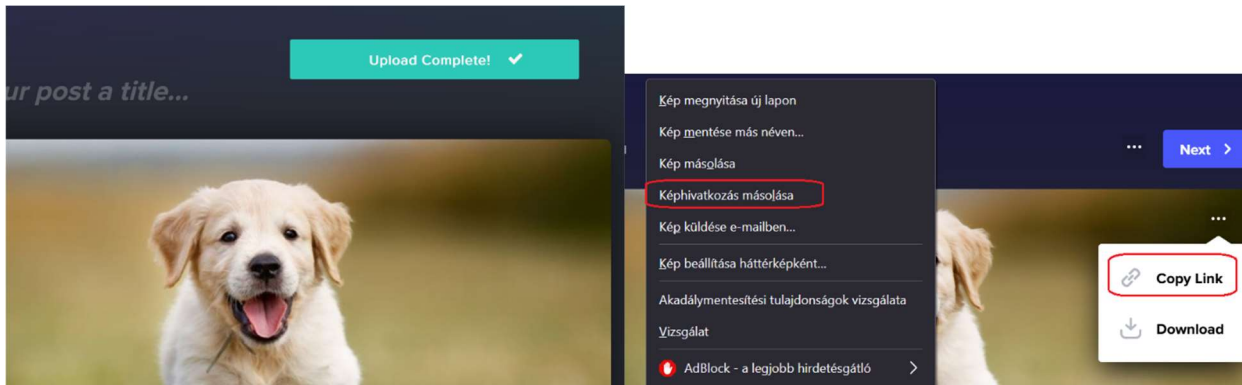 Upload Complete!
ur post a title...
Kép megnyitása új lapon
Kép mentése más néven...
Kép másolása
Képhivatkozás másolása
Kép küldése e-mailben...
Kép beállítása háttérképként...
Akadálymentesítési tulajdonságok vizsgálata
Vizsgálat
AdBlock - a legjobb hirdetésgátló
Next
Copy Link
Download